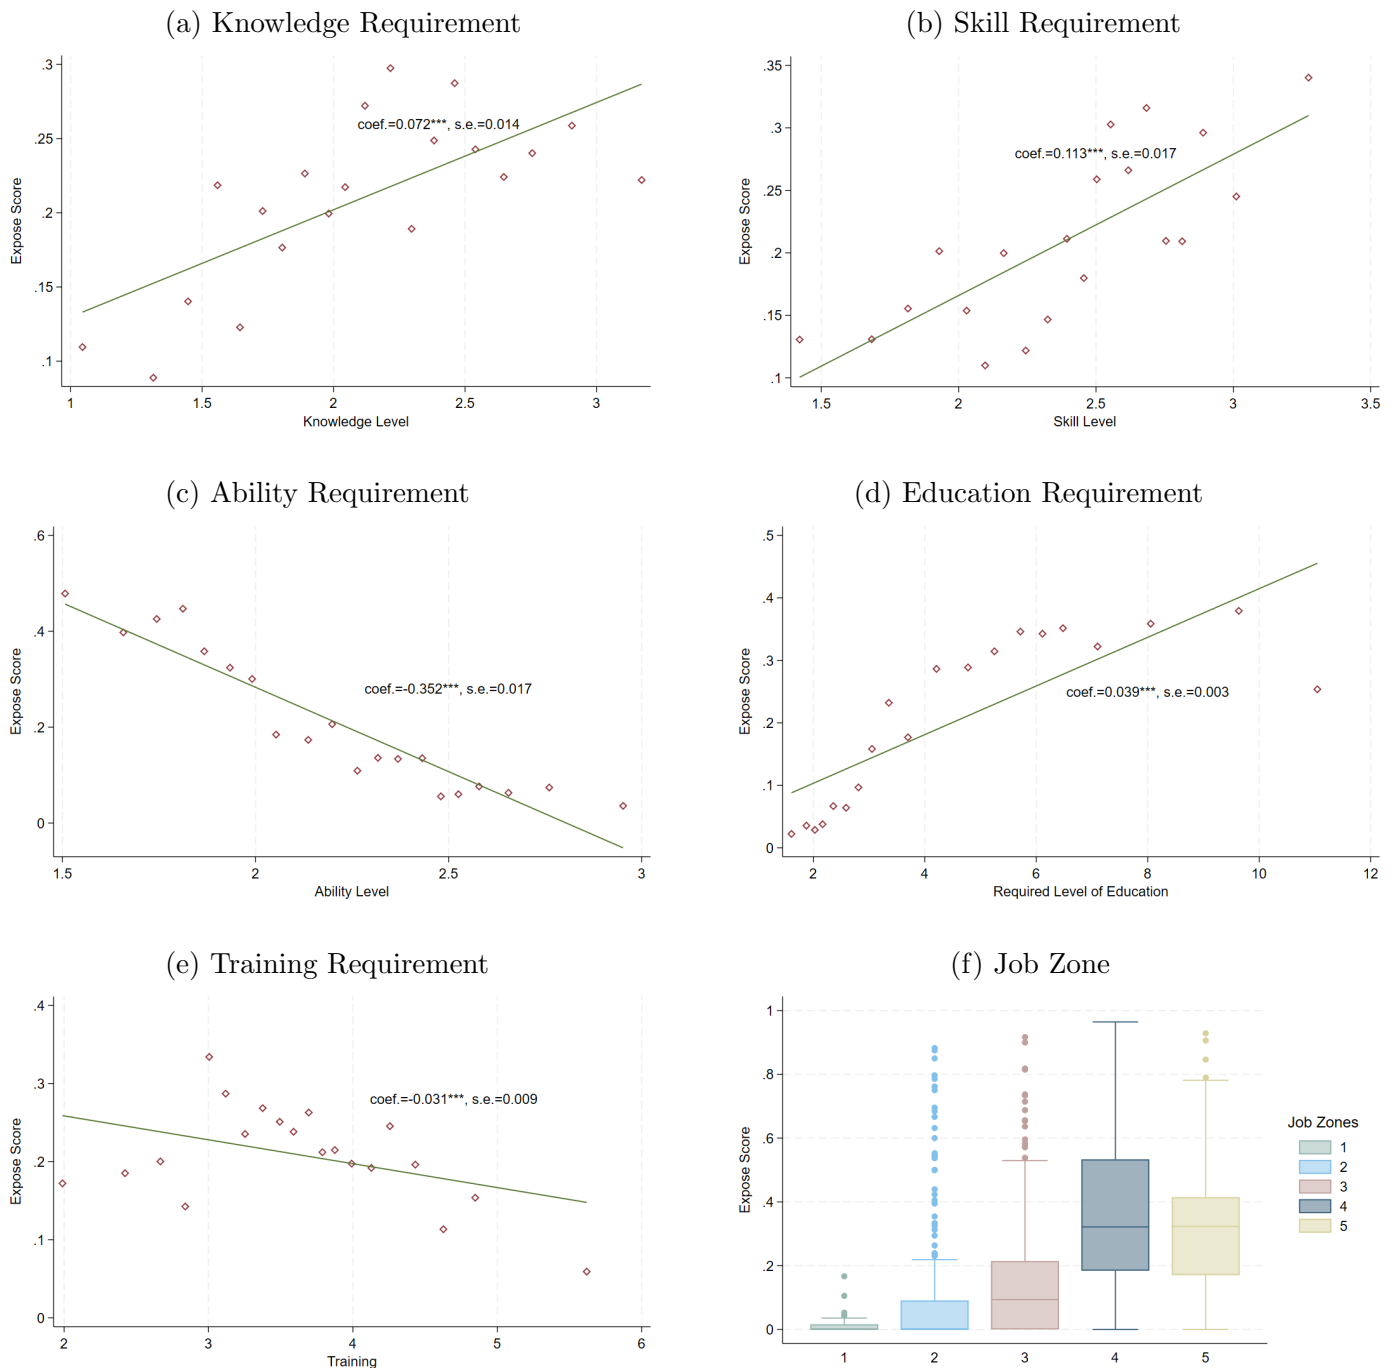 (a) Knowledge Requirement
.3
.25
.2
.15
.1
Expose Score
coef.=0.072***, s.e.=0.014
1 1.5 2 2.5 3
Knowledge Level
(b) Skill Requirement
.35
.3
.25
.2
.15
.1
Expose Score
coef.=0.113***, s.e.=0.017
1.5 2 2.5 3 3.5
Skill Level
(c) Ability Requirement
.6
.4
.2
0
Expose Score
coef.=-0.352***, s.e.=0.017
1.5 2 2.5 3
Ability Level
(d) Education Requirement
.5
.4
.3
.2
.1
0
Expose Score
coef.=0.039***, s.e.=0.003
2 4 6 8 10 12
Required Level of Education
(e) Training Requirement
.4
.3
.2
.1
0
Expose Score
coef.=-0.031***, s.e.=0.009
2 3 4 5 6
Training
(f) Job Zone
1
.8
.6
.4
.2
0
Expose Score
1 2 3 4 5
Job Zones
1
2
3
4
5